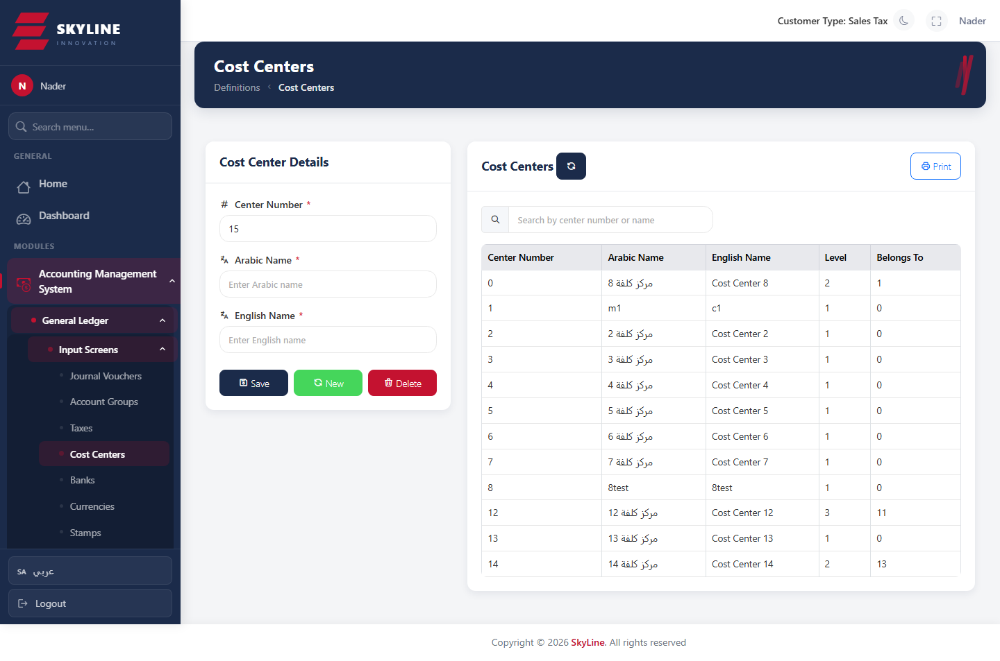 SKYLINE
INNOVATION
N Nader
Search menu...
GENERAL
Home
Dashboard
MODULES
Accounting Management
System
General Ledger
Input Screens
Journal Vouchers
Account Groups
Taxes
Cost Centers
Banks
Currencies
Stamps
SA عربي
Logout
Customer Type: Sales Tax
Nader
Cost Centers
Definitions < Cost Centers
Cost Center Details
# Center Number *
15
Arabic Name *
Enter Arabic name
English Name *
Enter English name
Save New Delete
Cost Centers
Print
Search by center number or name
Center Number Arabic Name English Name Level Belongs To
0 مركز كلفة 8 Cost Center 8 2 1
1 m1 c1 1 0
2 مركز كلفة 2 Cost Center 2 1 0
3 مركز كلفة 3 Cost Center 3 1 0
4 مركز كلفة 4 Cost Center 4 1 0
5 مركز كلفة 5 Cost Center 5 1 0
6 مركز كلفة 6 Cost Center 6 1 0
7 مركز كلفة 7 Cost Center 7 1 0
8 8test 8test 1 0
12 مركز كلفة 12 Cost Center 12 3 11
13 مركز كلفة 13 Cost Center 13 1 0
14 مركز كلفة 14 Cost Center 14 2 13
Copyright © 2026 SkyLine. All rights reserved